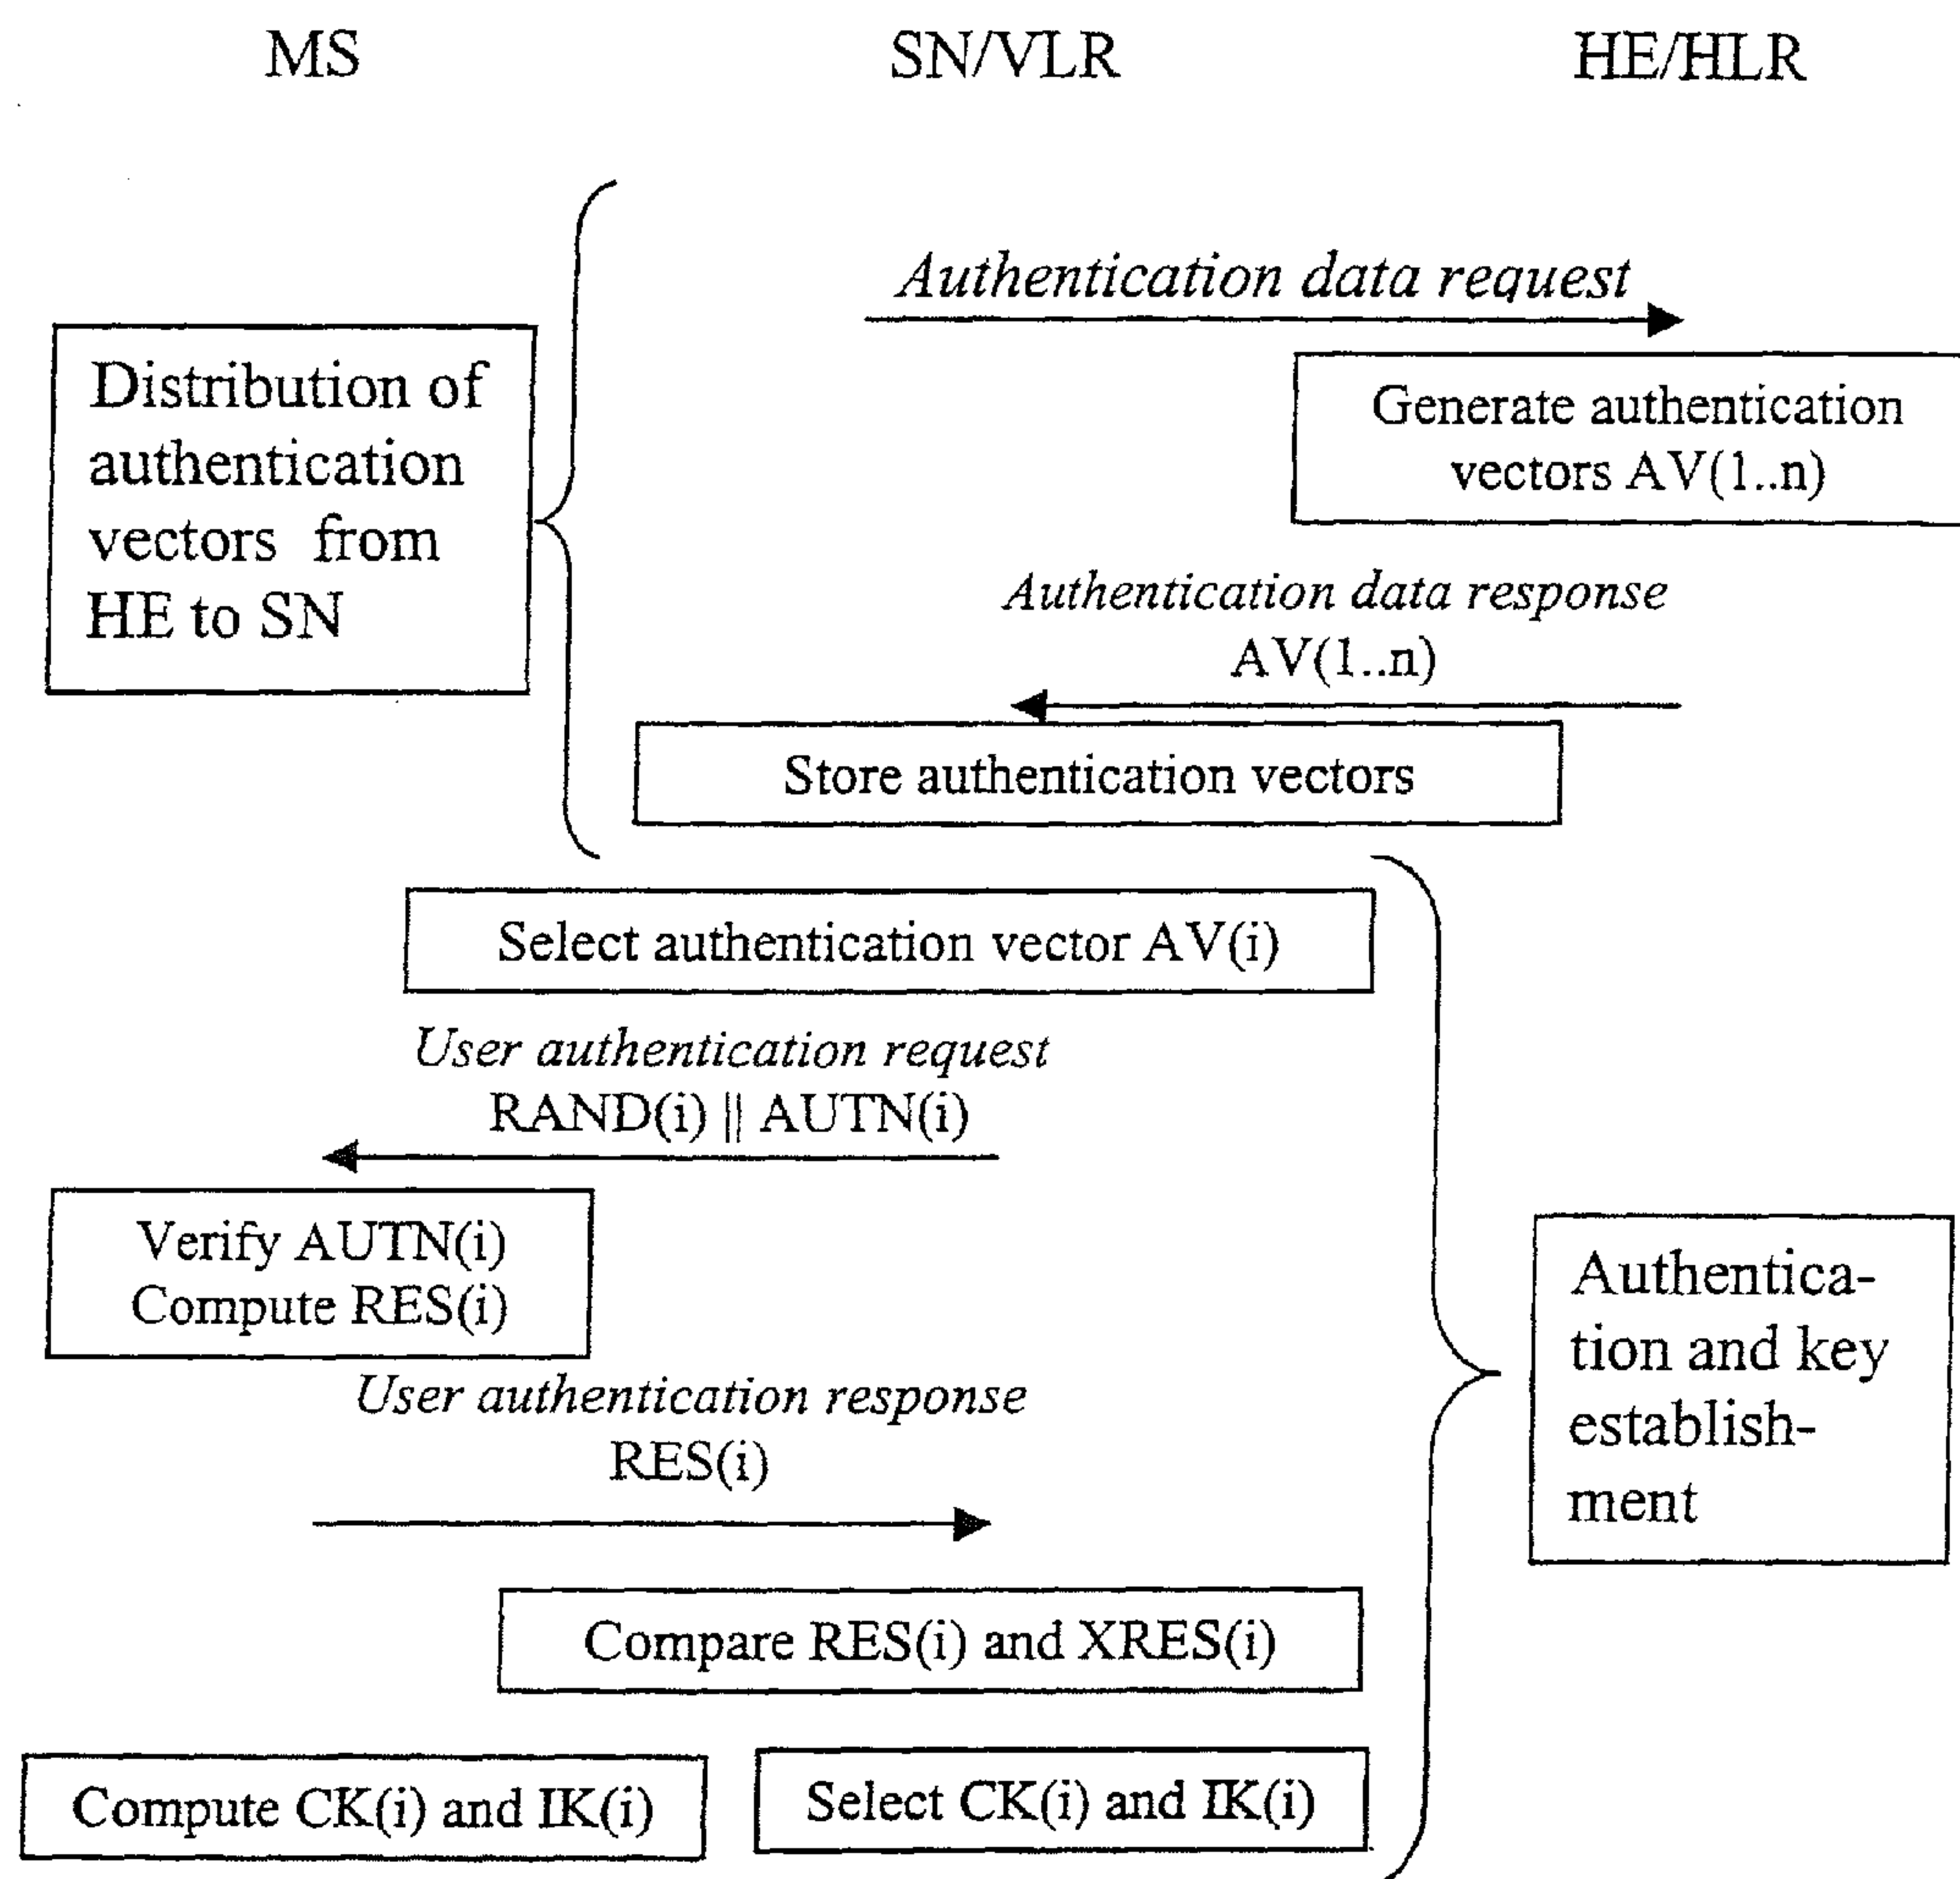 MS
SN/VLR
HE/HLR
Authentication data request
Distribution of
authentication
vectors from
HE to SN
Generate authentication
vectors AV(1..n)
Authentication data response
AV(1..n)
Store authentication vectors
Select authentication vector AV(i)
User authentication request
RAND(i) || AUTN(i)
Verify AUTN(i)
Compute RES(i)
Authentica-
tion and key
establish-
ment
User authentication response
RES(i)
Compare RES(i) and XRES(i)
Compute CK(i) and IK(i)
Select CK(i) and IK(i)